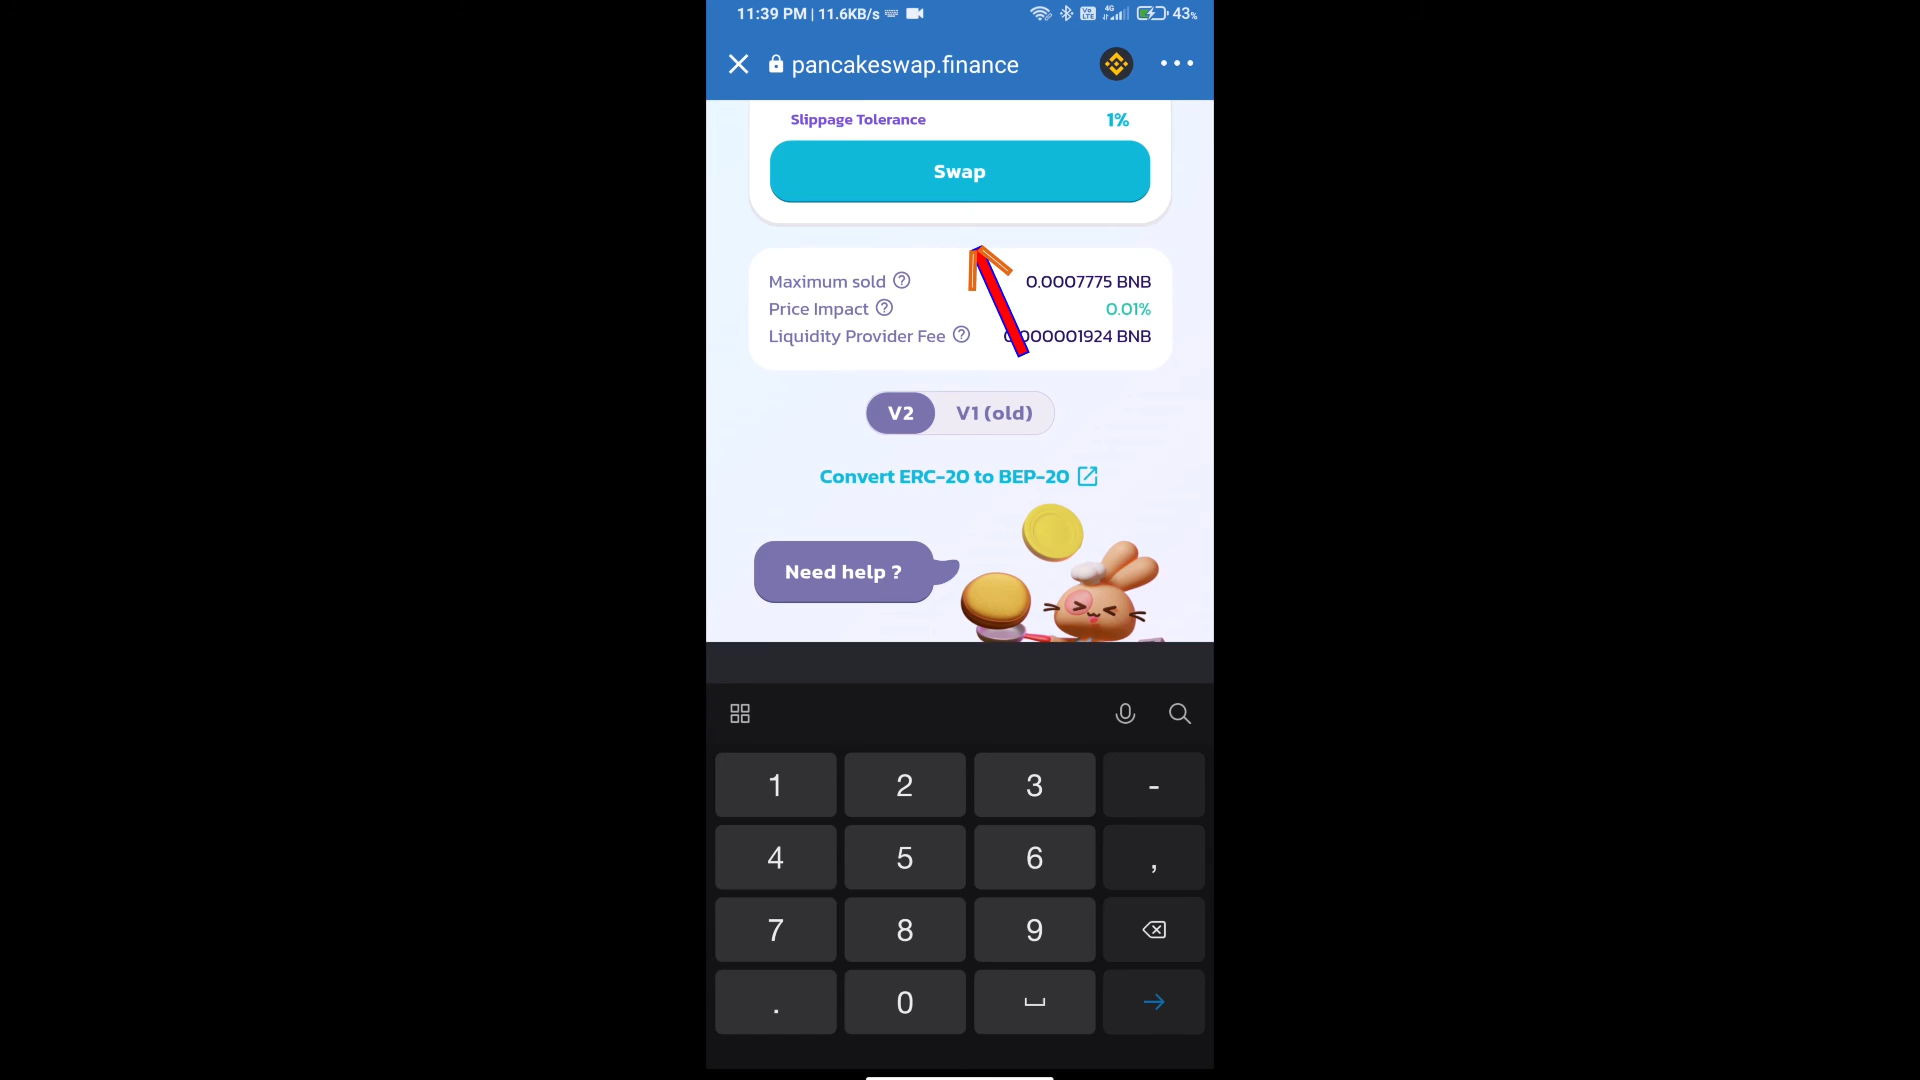 11:39 PM | 11.6KB/s 4G 43%
pancakeswap.finance
Slippage Tolerance 1%
Swap
Maximum sold 0.0007775 BNB
Price Impact 0.01%
Liquidity Provider Fee 0.000001924 BNB
V2 V1 (old)
Convert ERC-20 to BEP-20
Need help ?
1 2 3 -
4 5 6 ,
7 8 9
. 0